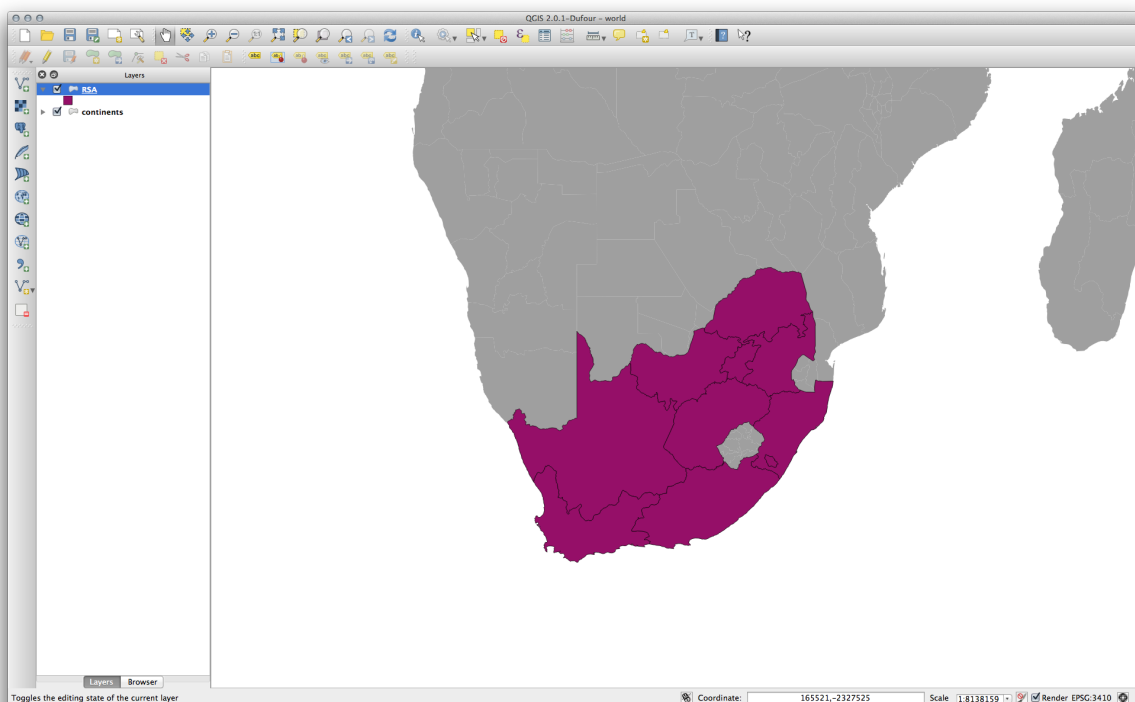 QGIS 2.0.1-Dufour - world
Layers
RSA
continents
Layers Browser
Toggles the editing state of the current layer
Coordinate: 165521,-2327525 Scale 1:8138159 Render EPSG:3410